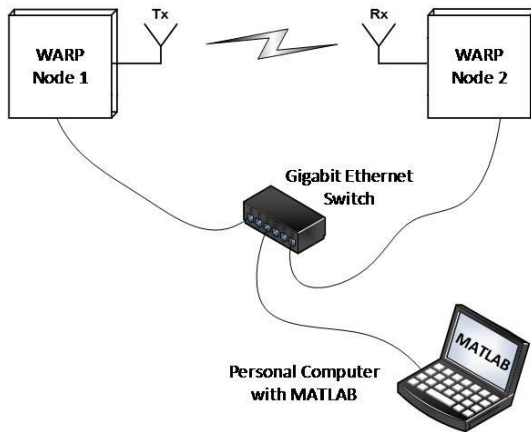 Tx
Rx
WARP
Node 1
WARP
Node 2
Gigabit Ethernet
Switch
MATLAB
Personal Computer
with MATLAB